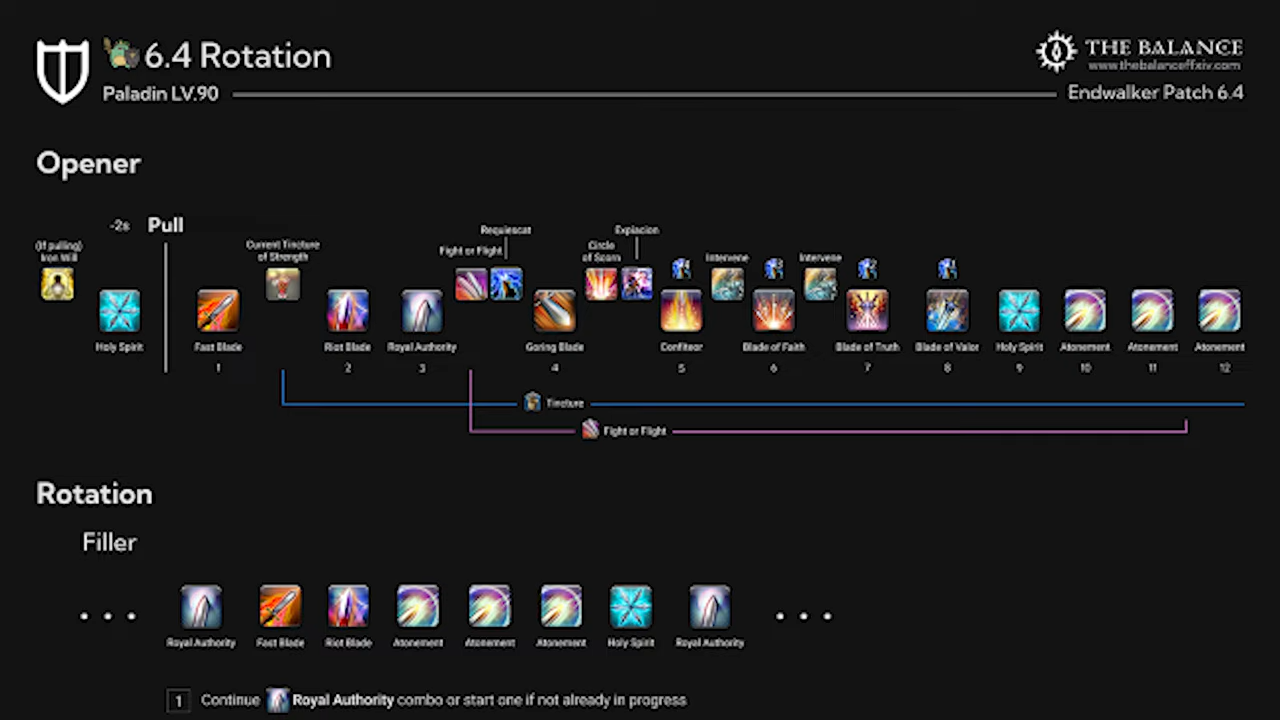 6.4 Rotation
THE BALANCE
www.thebalanceffxiv.com
Paladin LV.90
Endwalker Patch 6.4
Opener
-2s
Pull
(If pulling)
Iron Will
Current Tincture
of Strength
Fight or Flight
Requiescat
Circle
of Scorn
Expiacion
Intervene
Intervene
4
3
2
1
Holy Spirit
Fast Blade
Riot Blade
Royal Authority
Goring Blade
Confiteor
Blade of Faith
Blade of Truth
Blade of Valor
Holy Spirit
Atonement
Atonement
Atonement
1
2
3
4
5
6
7
8
9
10
11
12
Tincture
Fight or Flight
Rotation
Filler
. . .
Royal Authority
Fast Blade
Riot Blade
Atonement
Atonement
Atonement
Holy Spirit
Royal Authority
. . .
1 Continue Royal Authority combo or start one if not already in progress